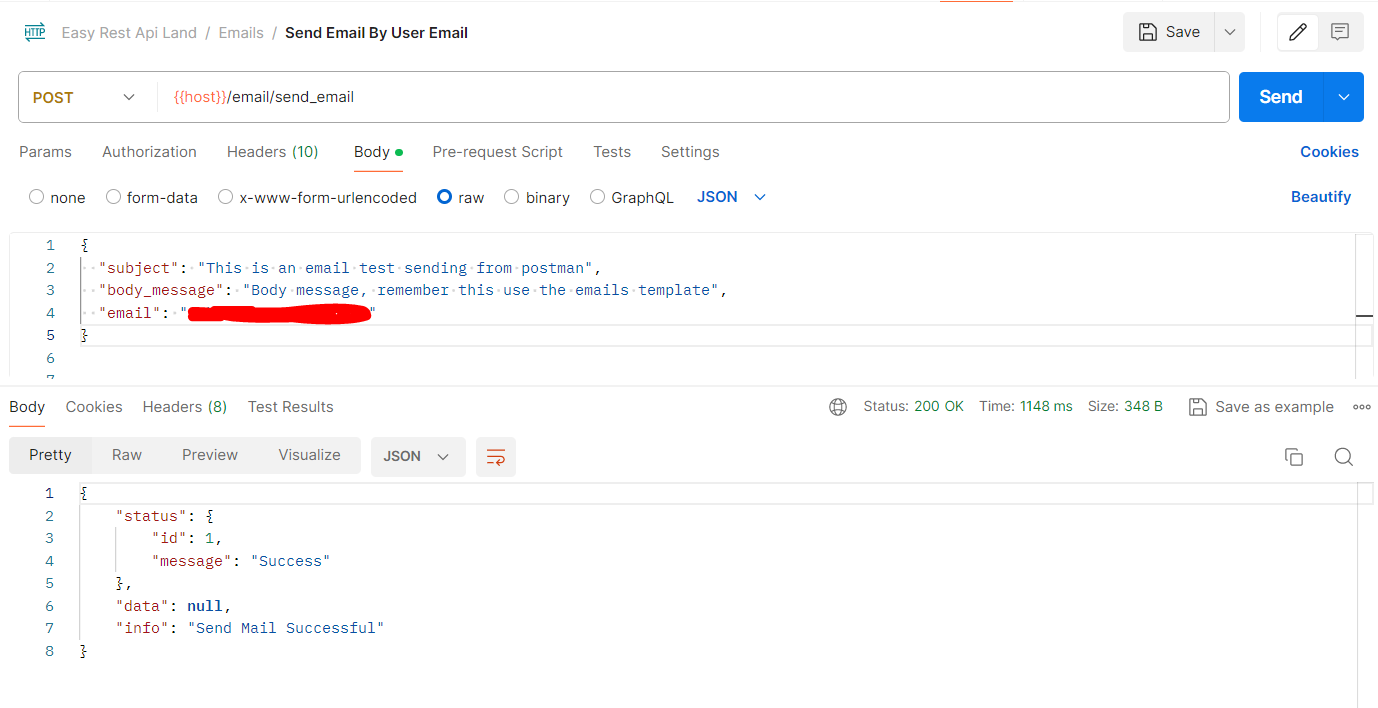 HTTP Easy Rest Api Land / Emails / Send Email By User Email Save
POST {{host}}/email/send_email Send
Params Authorization Headers (10) Body Pre-request Script Tests Settings Cookies
none form-data x-www-form-urlencoded raw binary GraphQL JSON Beautify
1 {
2 "subject": "This is an email test sending from postman",
3 "body_message": "Body message, remember this use the emails template",
4 "email": " "
5 }
6
7
Body Cookies Headers (8) Test Results Status: 200 OK Time: 1148 ms Size: 348 B Save as example
Pretty Raw Preview Visualize JSON
1 {
2 "status": {
3 "id": 1,
4 "message": "Success"
5 },
6 "data": null,
7 "info": "Send Mail Successful"
8 }